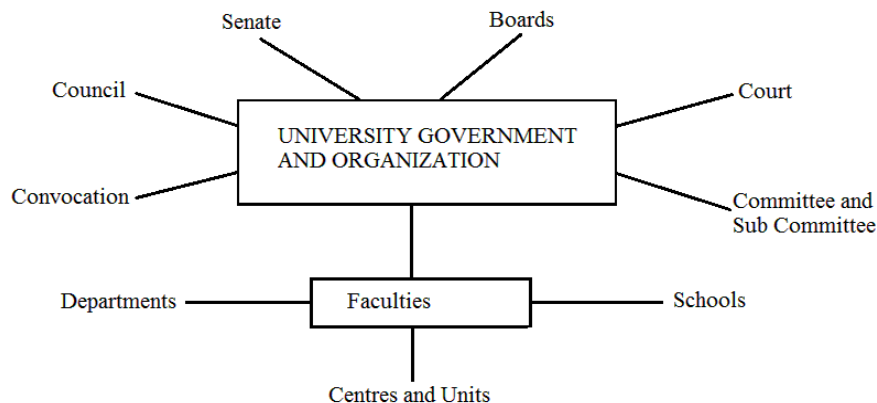 Senate
Boards
Council
Court
UNIVERSITY GOVERNMENT
AND ORGANIZATION
Convocation
Committee and
Sub Committee
Departments
Faculties
Schools
Centres and Units